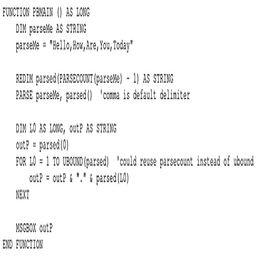 FUNCTION PBMAIN () AS LONG
DIM parseMe AS STRING
parseMe = "Hello,How,Are,You,Today"
REDIM parsed(PARSECOUNT(parseMe) - 1) AS STRING
PARSE parseMe, parsed()  'comma is default delimiter
DIM L0 AS LONG, outP AS STRING
outP = parsed(0)
FOR L0 = 1 TO UBOUND(parsed)  'could reuse parsecount instead of ubound
outP = outP & "." & parsed(L0)
NEXT
MSGBOX outP
END FUNCTION